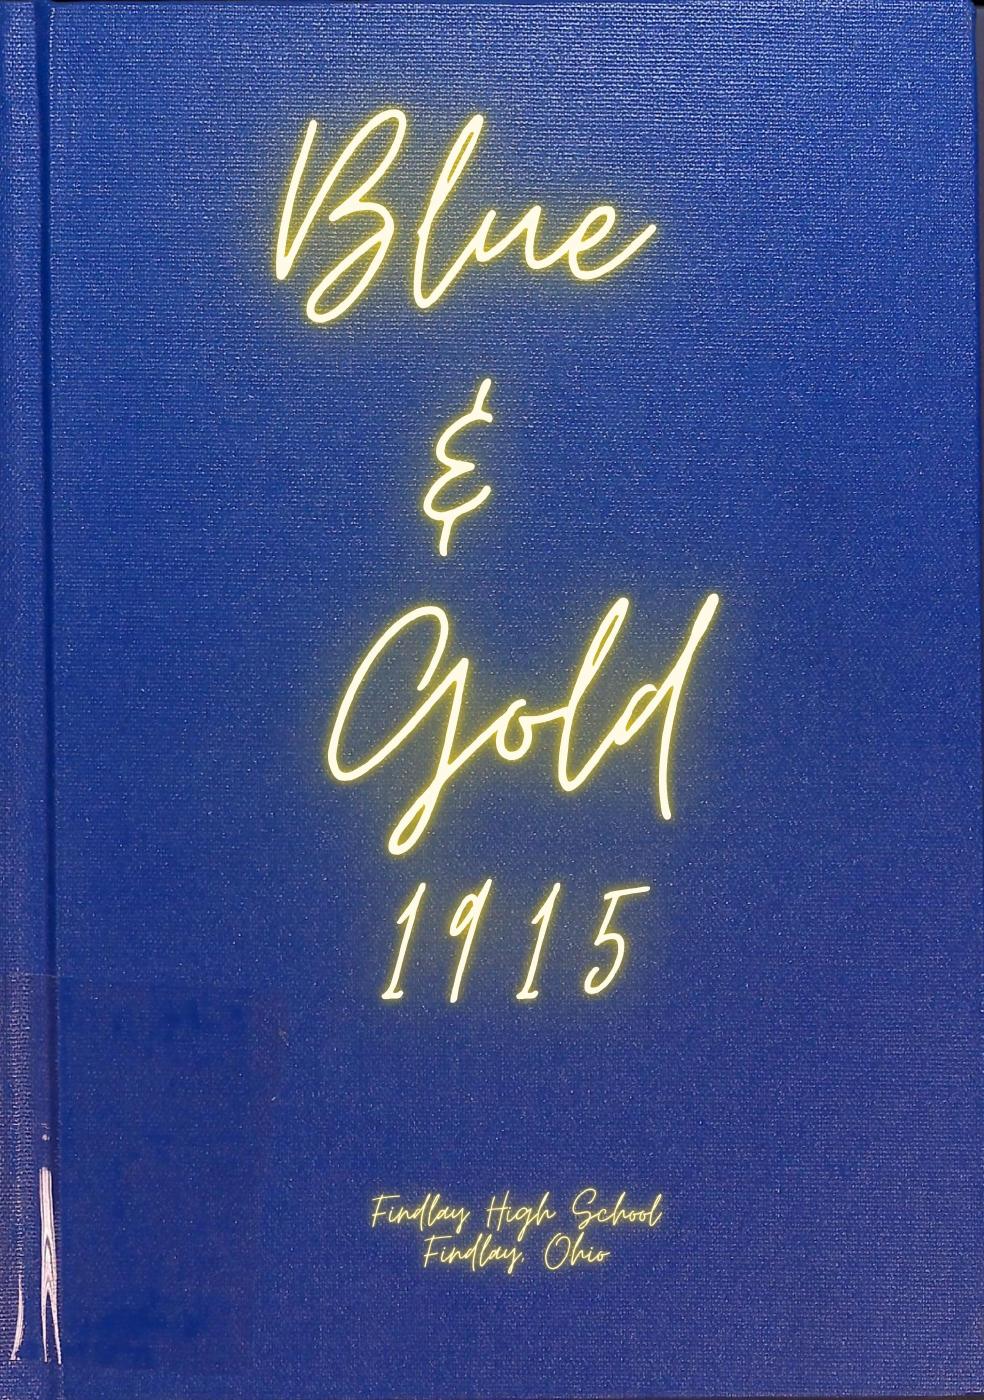 Blue
&
Gold
1915
Findlay High School
Findlay, Ohio